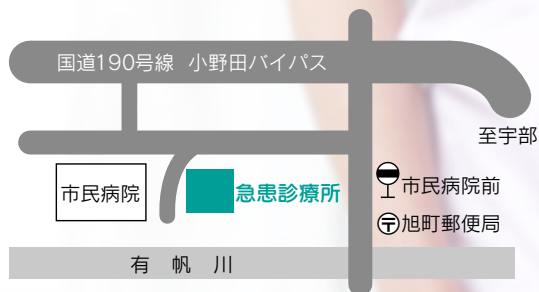 国道190号線 小野田バイパス
至宇部
市民病院
急患診療所
市民病院前
〒旭町郵便局
有帆川